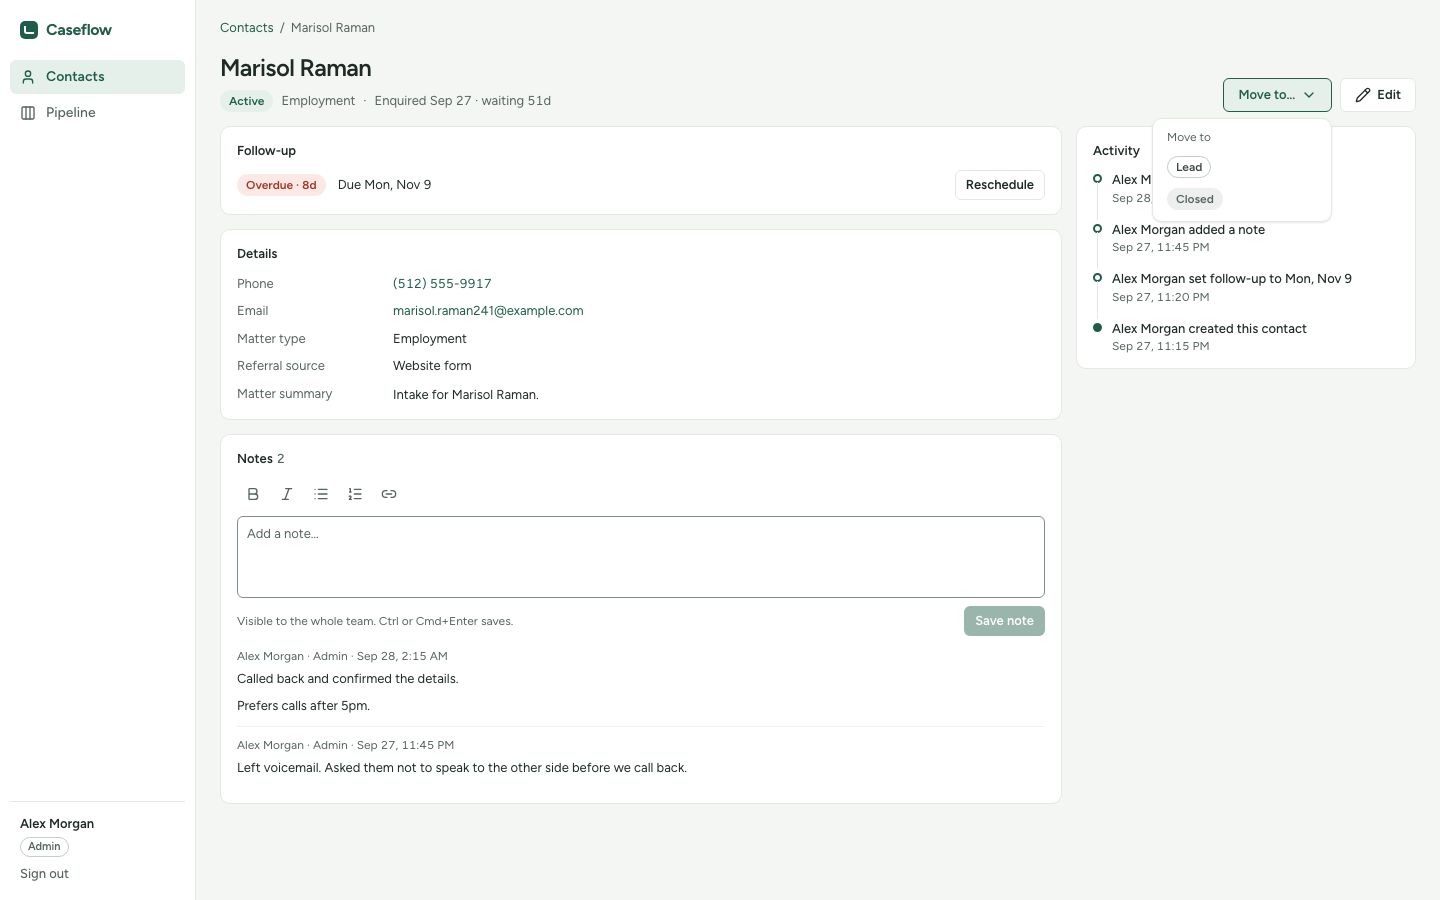 Caseflow
Contacts
Pipeline
Alex Morgan
Admin
Sign out
Contacts / Marisol Raman
Marisol Raman
Active Employment · Enquired Sep 27 · waiting 51d
Move to...
Edit
Move to
Lead
Closed
Follow-up
Overdue · 8d Due Mon, Nov 9
Reschedule
Details
Phone (512) 555-9917
Email marisol.raman241@example.com
Matter type Employment
Referral source Website form
Matter summary Intake for Marisol Raman.
Notes 2
Add a note...
Visible to the whole team. Ctrl or Cmd+Enter saves.
Save note
Alex Morgan · Admin · Sep 28, 2:15 AM
Called back and confirmed the details.
Prefers calls after 5pm.
Alex Morgan · Admin · Sep 27, 11:45 PM
Left voicemail. Asked them not to speak to the other side before we call back.
Activity
Alex M
Sep 28,
Alex Morgan added a note
Sep 27, 11:45 PM
Alex Morgan set follow-up to Mon, Nov 9
Sep 27, 11:20 PM
Alex Morgan created this contact
Sep 27, 11:15 PM